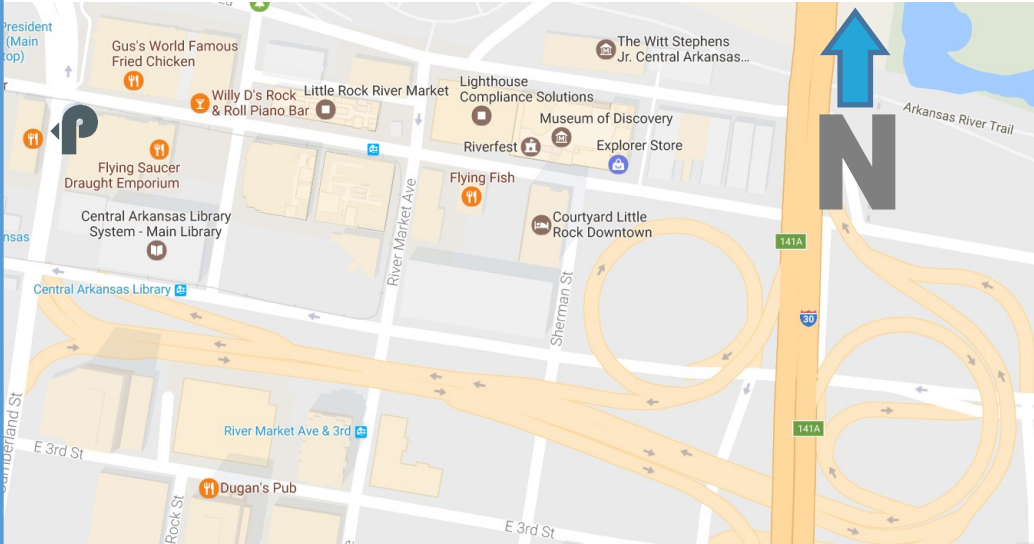 President
(Main
top)
Gus's World Famous
Fried Chicken
Willy D's Rock
& Roll Piano Bar
Little Rock River Market
Lighthouse
Compliance Solutions
The Witt Stephens
Jr. Central Arkansas...
Museum of Discovery
Riverfest
Explorer Store
Arkansas River Trail
N
P
Flying Saucer
Draught Emporium
Flying Fish
River Market Ave
Central Arkansas Library
System - Main Library
Courtyard Little
Rock Downtown
nsas
141A
Central Arkansas Library
Sherman St
30
141A
River Market Ave & 3rd
Cumberland St
E 3rd St
Dugan's Pub
Rock St
E 3rd St